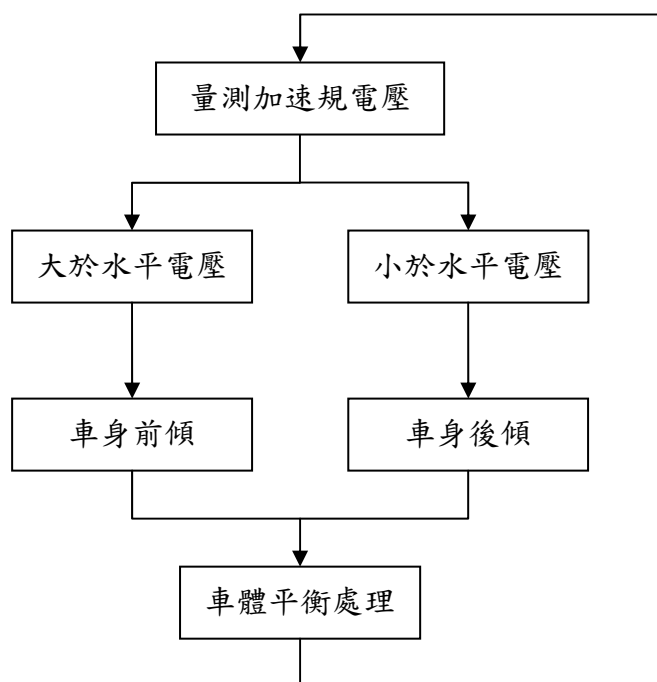 量測加速規電壓
大於水平電壓
小於水平電壓
車身前傾
車身後傾
車體平衡處理